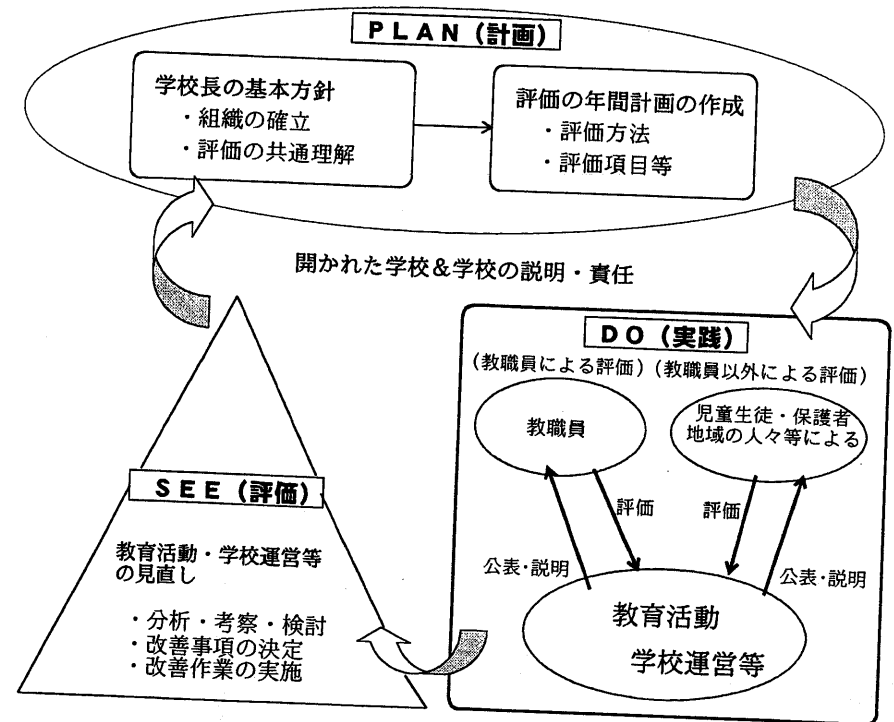 PLAN（計画）
学校長の基本方針
・組織の確立
・評価の共通理解
評価の年間計画の作成
・評価方法
・評価項目等
開かれた学校＆学校の説明・責任
DO（実践）
（教職員による評価）（教職員以外による評価）
教職員
児童生徒・保護者
地域の人々等による
評価
評価
公表・説明
公表・説明
教育活動
学校運営等
SEE（評価）
教育活動・学校運営等
の見直し
・分析・考察・検討
・改善事項の決定
・改善作業の実施